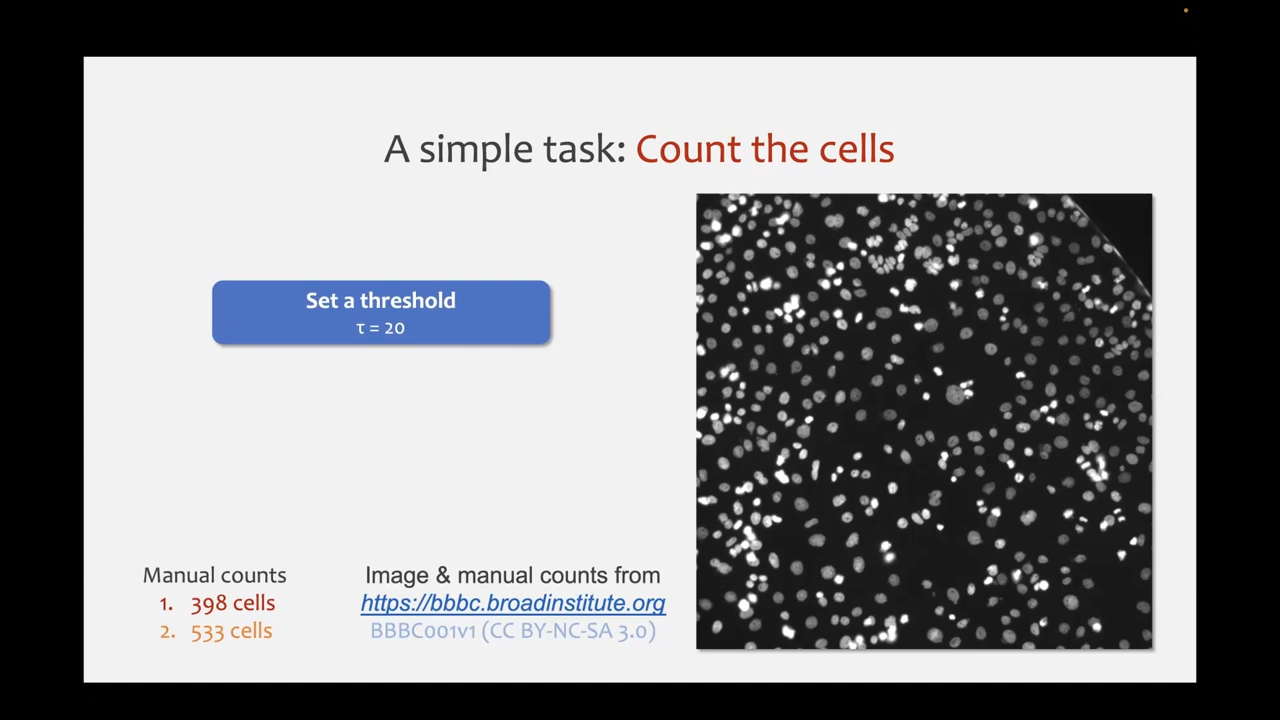 A simple task: Count the cells
Set a threshold
τ = 20
Manual counts
1. 398 cells
2. 533 cells
Image & manual counts from
https://bbbc.broadinstitute.org
BBBC001v1 (CC BY-NC-SA 3.0)